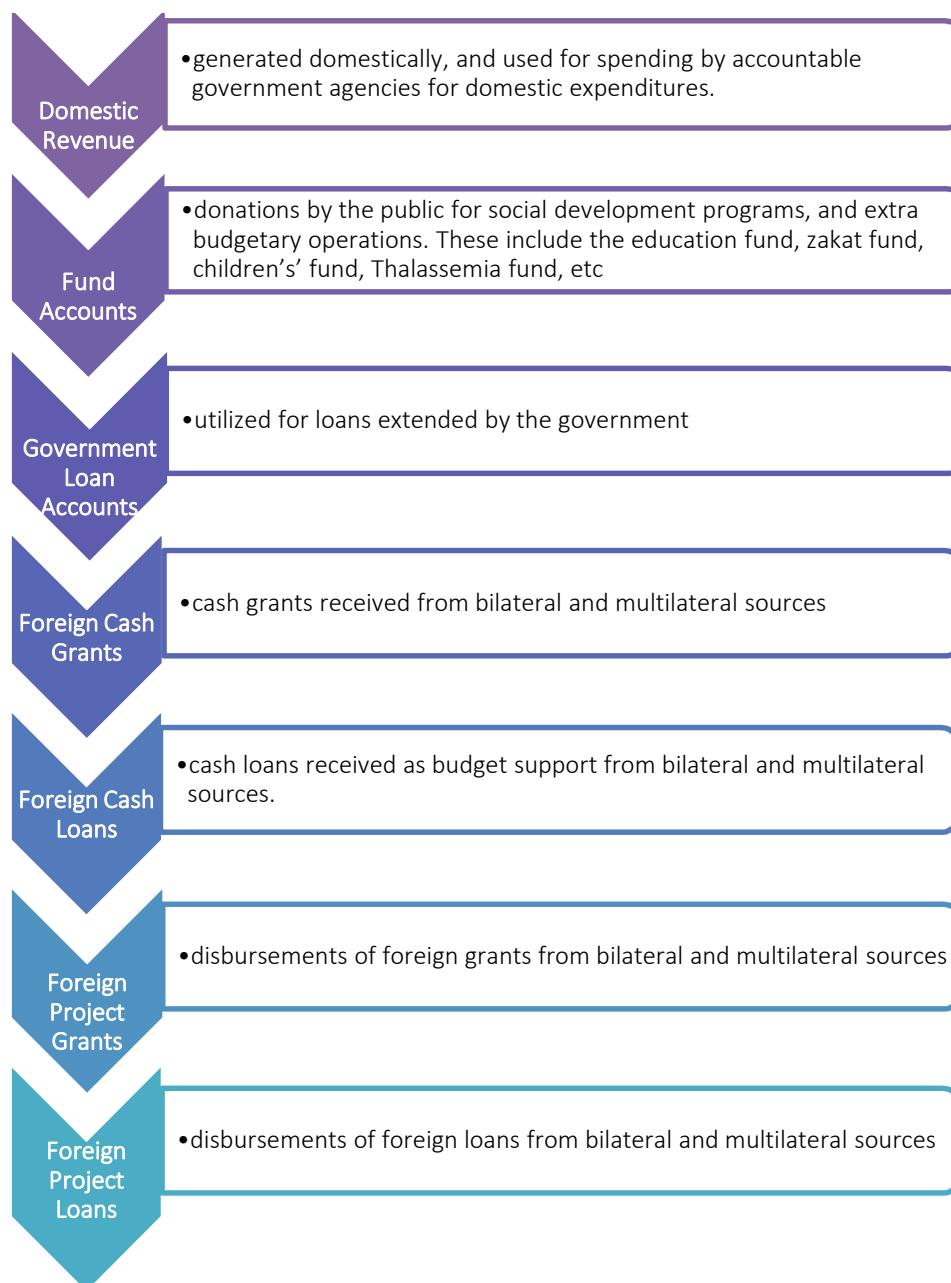 Domestic
Revenue
•generated domestically, and used for spending by accountable
government agencies for domestic expenditures.
Fund
Accounts
•donations by the public for social development programs, and extra
budgetary operations. These include the education fund, zakat fund,
children's' fund, Thalassemia fund, etc
Government
Loan
Accounts
•utilized for loans extended by the government
Foreign Cash
Grants
•cash grants received from bilateral and multilateral sources
Foreign Cash
Loans
•cash loans received as budget support from bilateral and multilateral
sources.
Foreign
Project
Grants
•disbursements of foreign grants from bilateral and multilateral sources
Foreign
Project
Loans
•disbursements of foreign loans from bilateral and multilateral sources